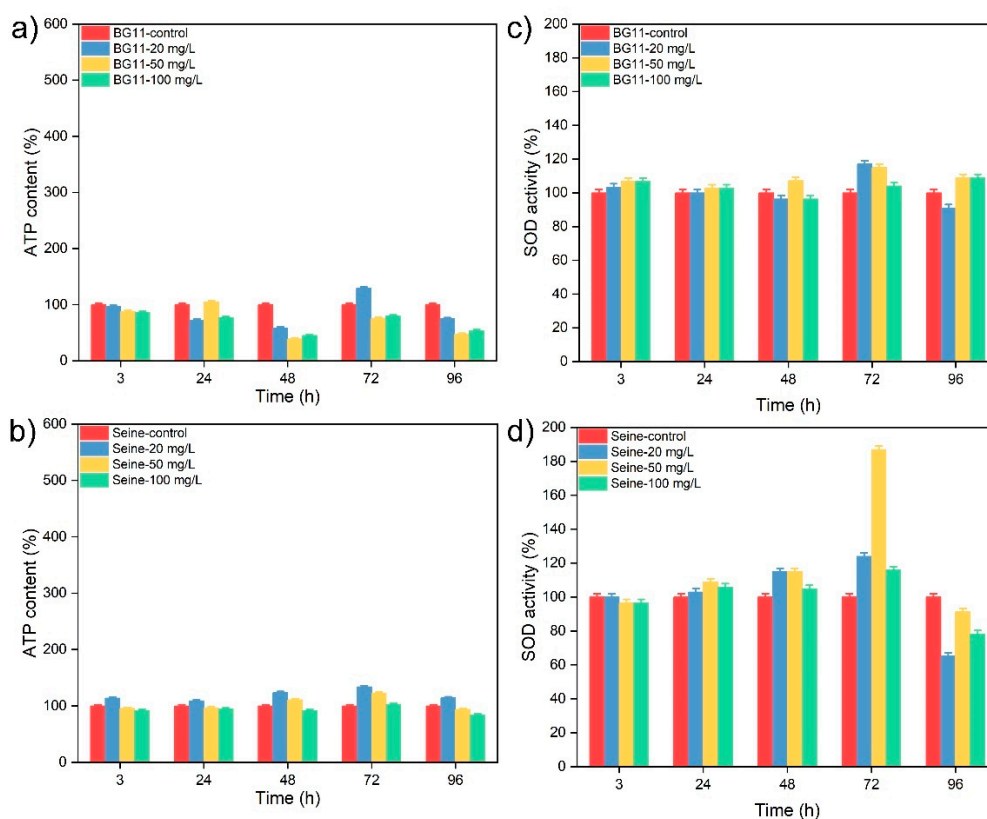 a)
BG11-control
BG11-20 mg/L
BG11-50 mg/L
BG11-100 mg/L
600
500
400
300
200
100
0
ATP content (%)
3 24 48 72 96
Time (h)
c)
BG11-control
BG11-20 mg/L
BG11-50 mg/L
BG11-100 mg/L
200
180
160
140
120
100
80
60
40
20
0
SOD activity (%)
3 24 48 72 96
Time (h)
b)
Seine-control
Seine-20 mg/L
Seine-50 mg/L
Seine-100 mg/L
600
500
400
300
200
100
0
ATP content (%)
3 24 48 72 96
Time (h)
d)
Seine-control
Seine-20 mg/L
Seine-50 mg/L
Seine-100 mg/L
200
180
160
140
120
100
80
60
40
20
0
SOD activity (%)
3 24 48 72 96
Time (h)